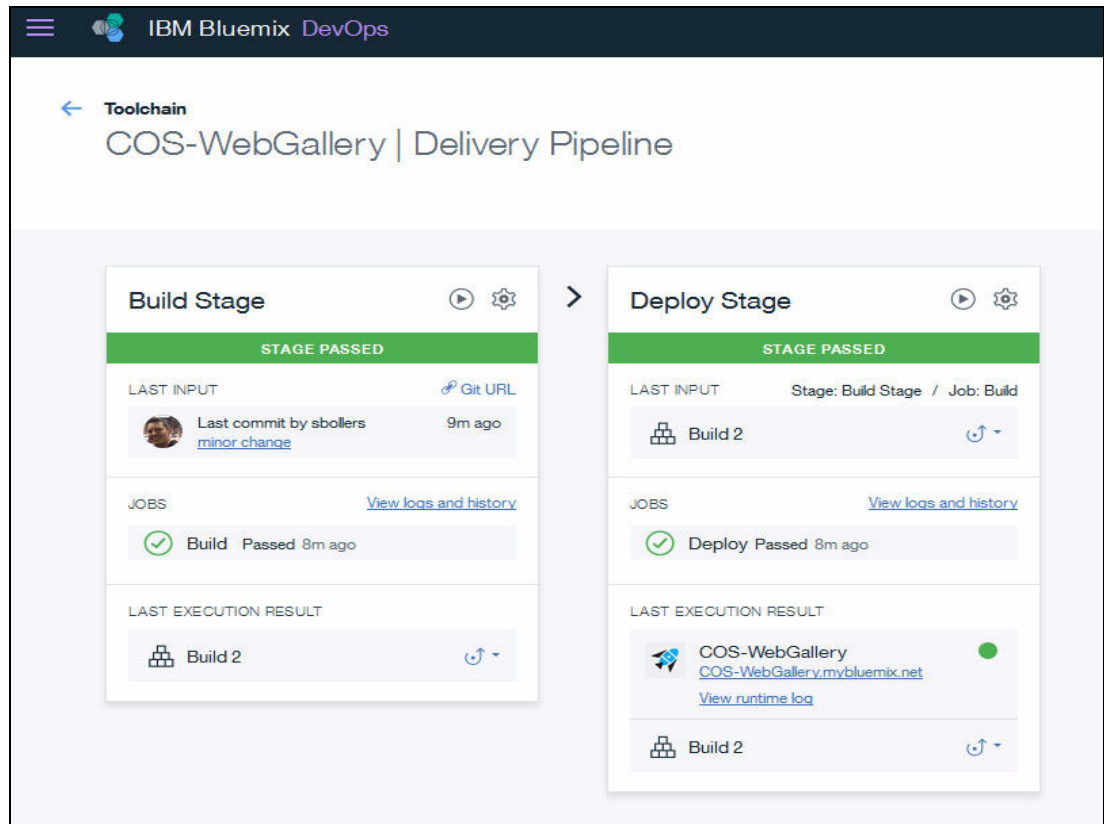 IBM Bluemix DevOps
Toolchain
COS-WebGallery | Delivery Pipeline
Build Stage
STAGE PASSED
LAST INPUT Git URL
Last commit by sbollers 9m ago
minor change
JOBS View logs and history
Build Passed 8m ago
LAST EXECUTION RESULT
Build 2
Deploy Stage
STAGE PASSED
LAST INPUT Stage: Build Stage / Job: Build
Build 2
JOBS View logs and history
Deploy Passed 8m ago
LAST EXECUTION RESULT
COS-WebGallery
COS-WebGallery.mybluemix.net
View runtime log
Build 2